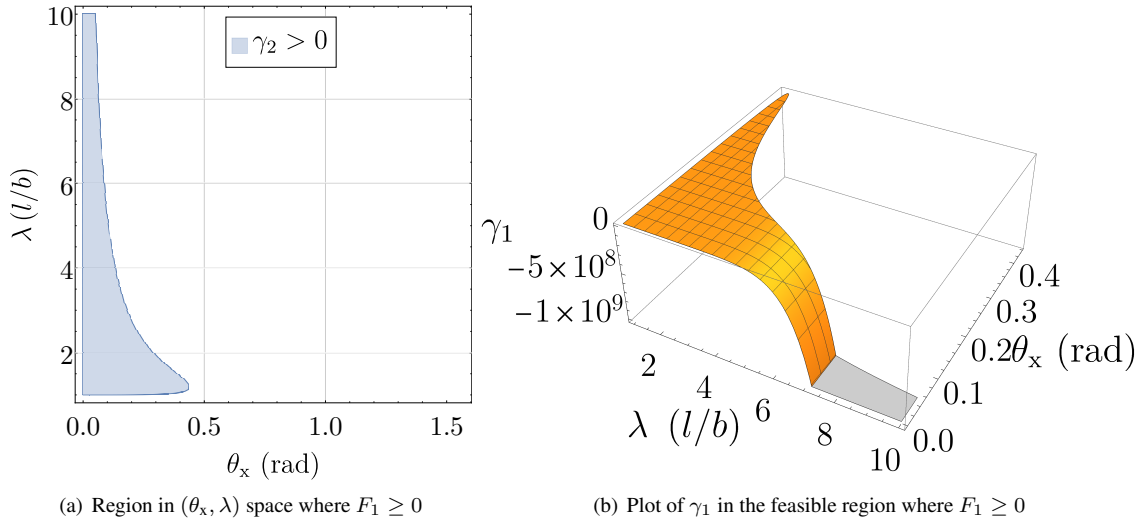 10
8
6
4
2
λ (l/b)
γ₂ > 0
0.0 0.5 1.0 1.5
θₓ (rad)
(a) Region in (θₓ, λ) space where F₁ ≥ 0
γ₁
0
−5×10⁸
−1×10⁹
2 4 6 8 10
λ (l/b)
0.0 0.1 0.2 0.3 0.4
θₓ (rad)
(b) Plot of γ₁ in the feasible region where F₁ ≥ 0